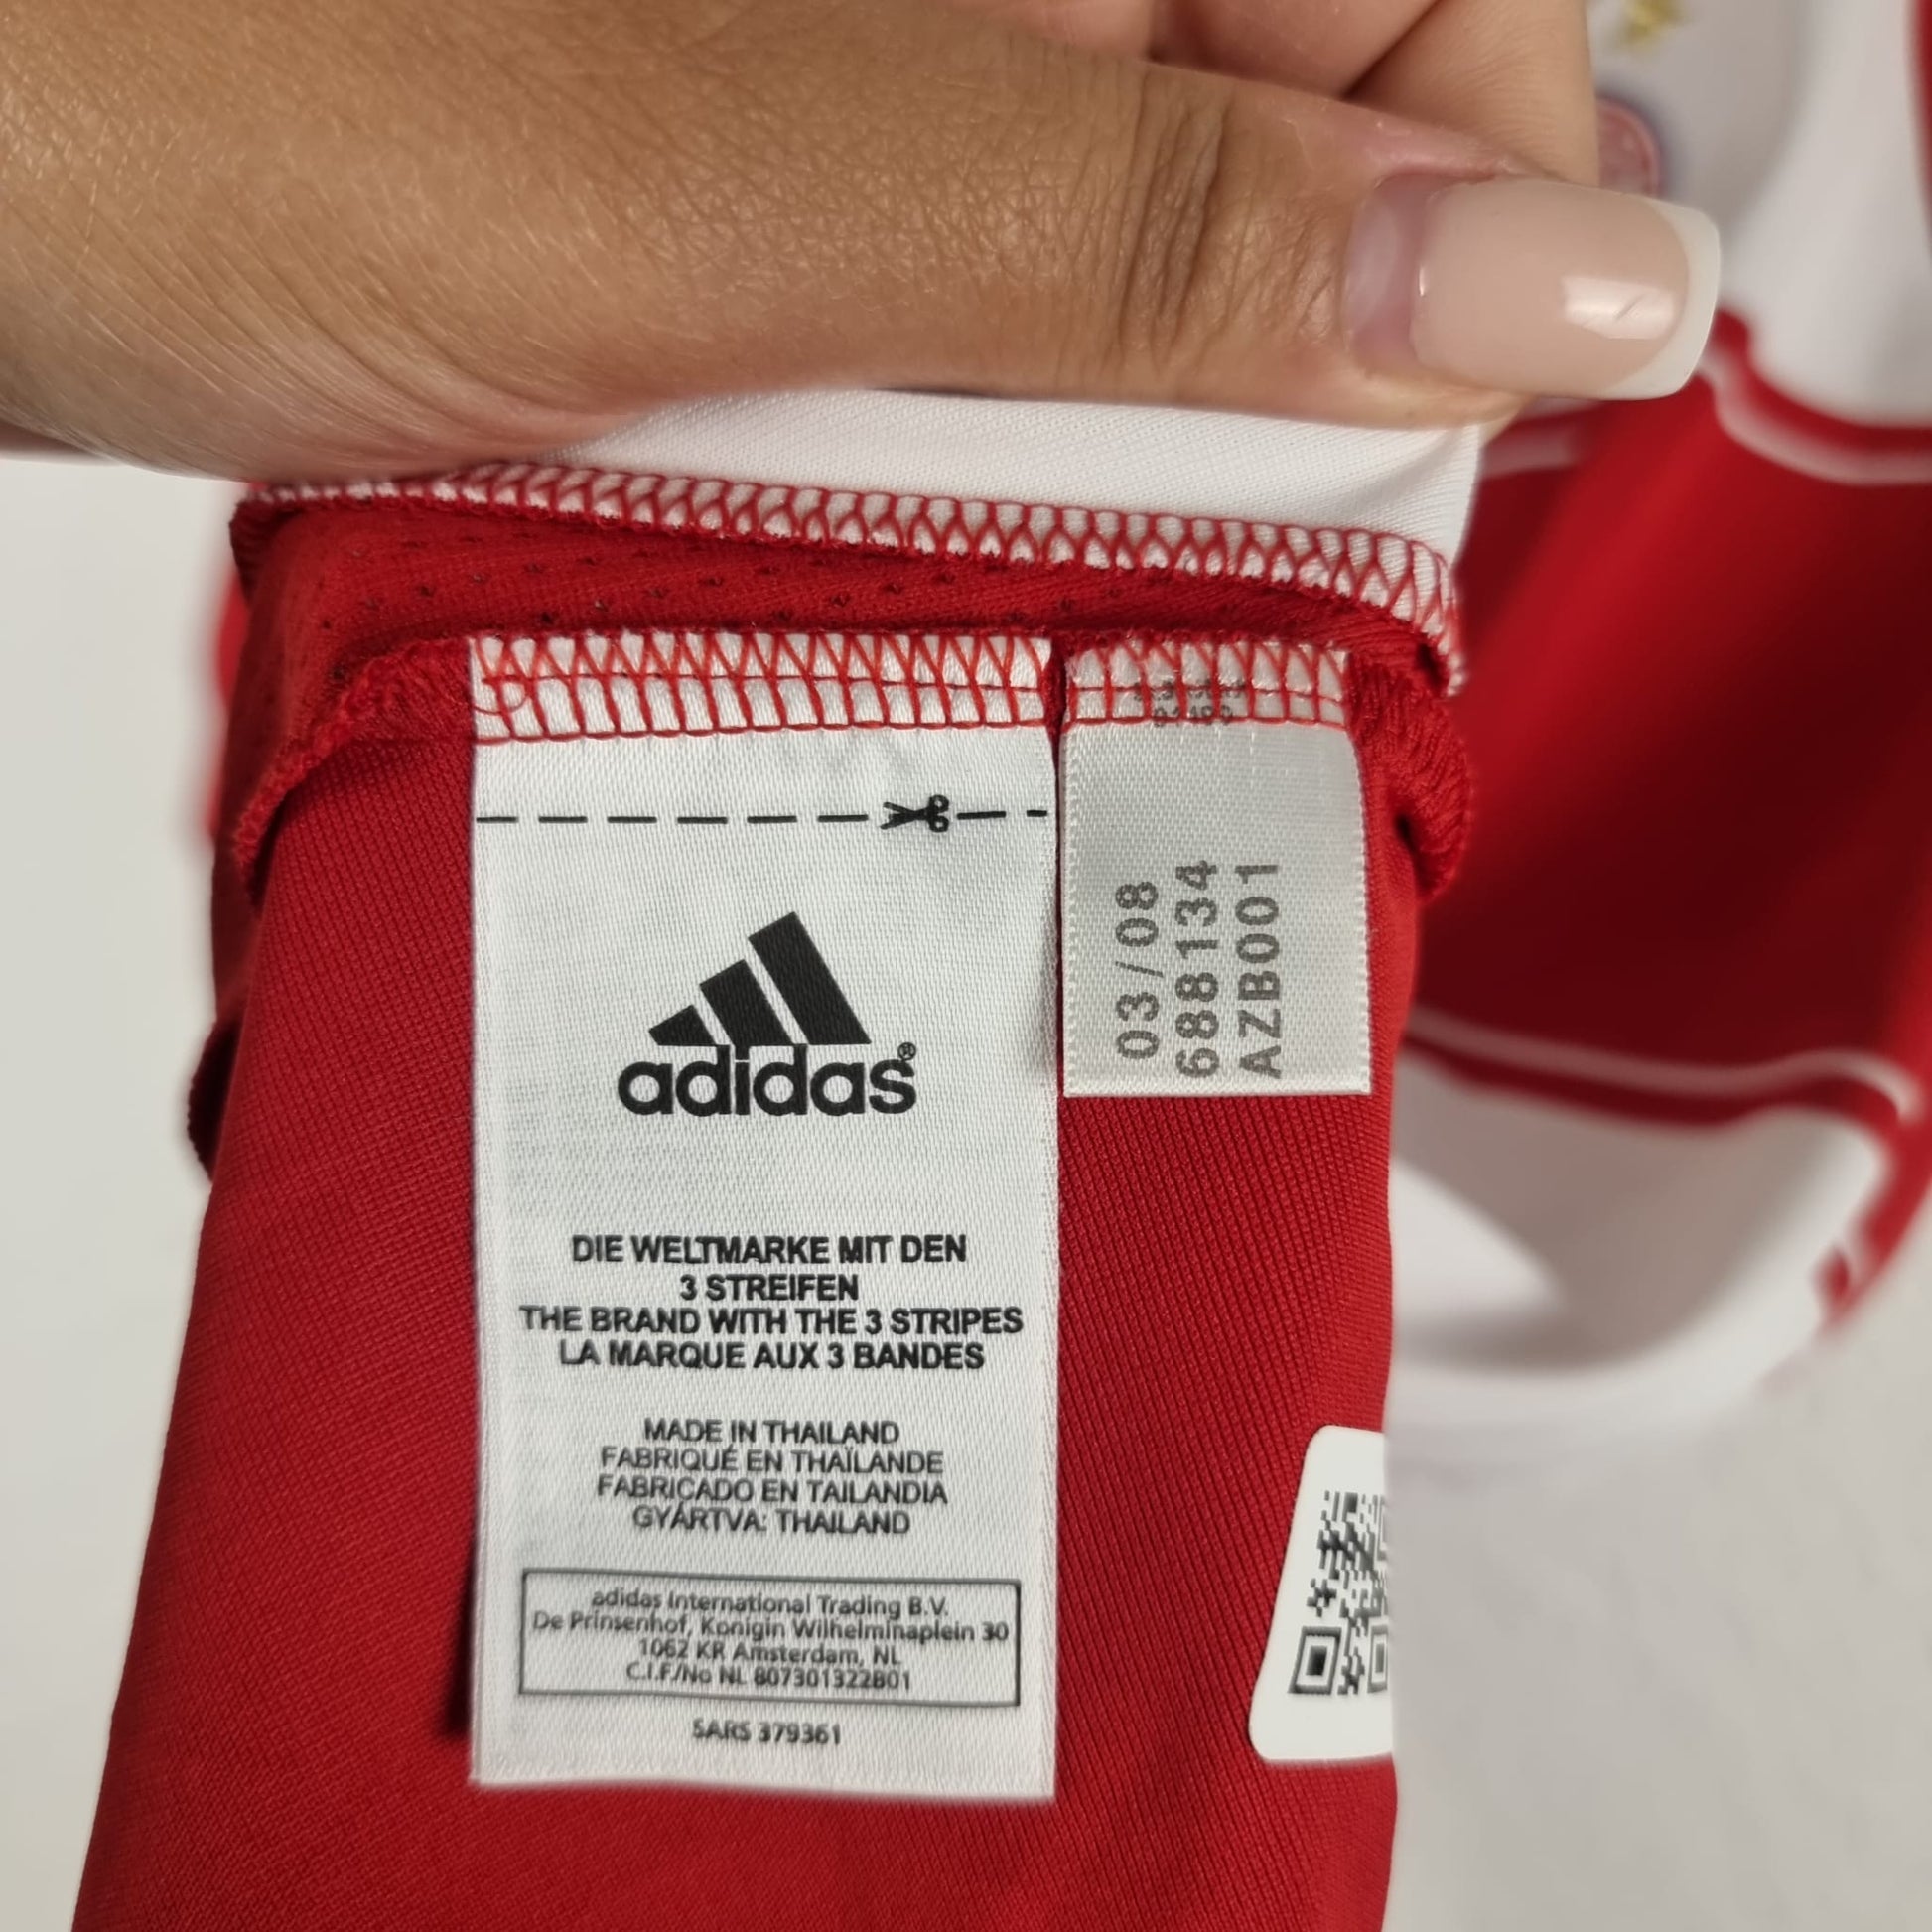 adidas®
DIE WELTMARKE MIT DEN
3 STREIFEN
THE BRAND WITH THE 3 STRIPES
LA MARQUE AUX 3 BANDES
MADE IN THAILAND
FABRIQUÉ EN THAÏLANDE
FABRICADO EN TAILANDIA
GYÁRTVA: THAILAND
adidas International Trading B.V.
De Prinsenhof, Konigin Wilhelminaplein 30
1062 KR Amsterdam, NL
C.I.F./No NL 807301322B01
SARS 379361
03/08
688134
AZB001